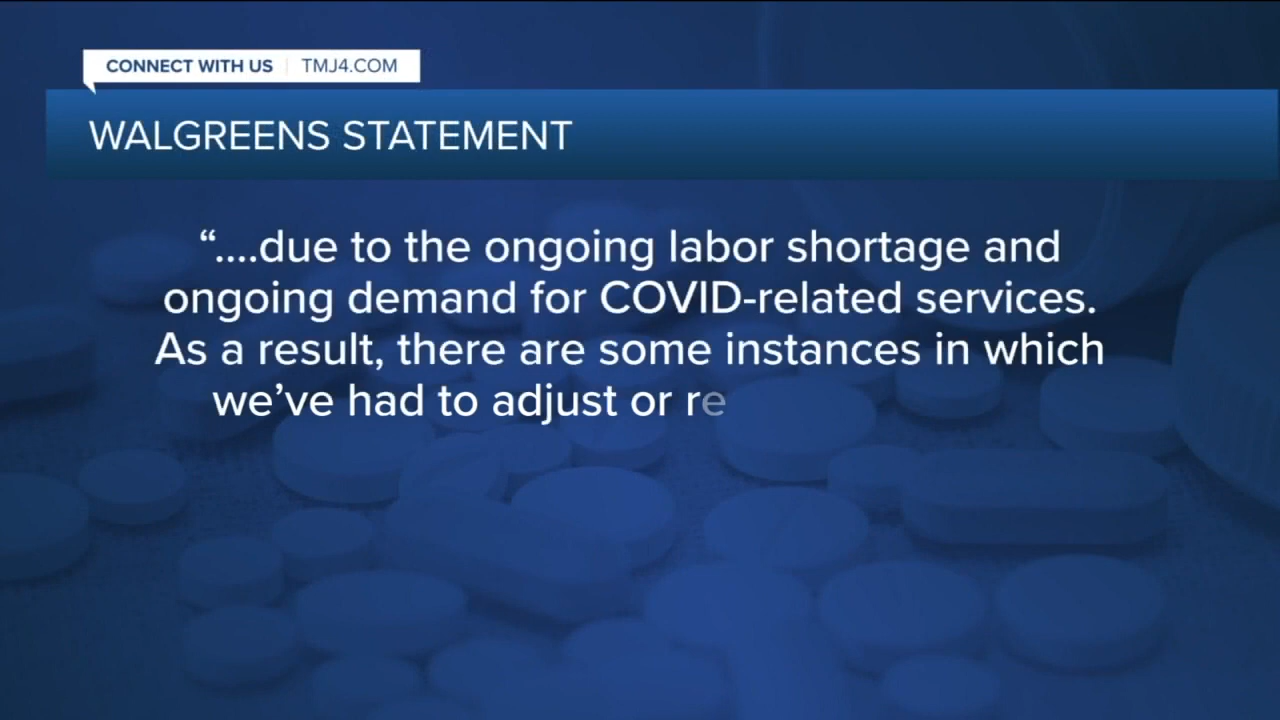 CONNECT WITH US | TMJ4.COM
WALGREENS STATEMENT
“....due to the ongoing labor shortage and
ongoing demand for COVID-related services.
As a result, there are some instances in which
we’ve had to adjust or re